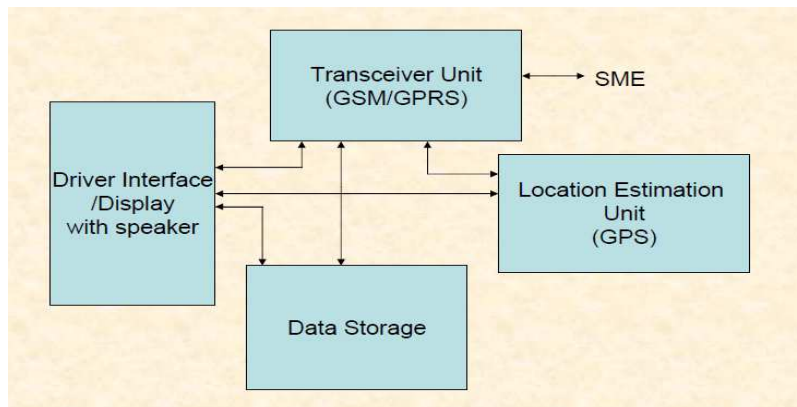 Transceiver Unit
(GSM/GPRS)
SME
Driver Interface
/Display
with speaker
Location Estimation
Unit
(GPS)
Data Storage